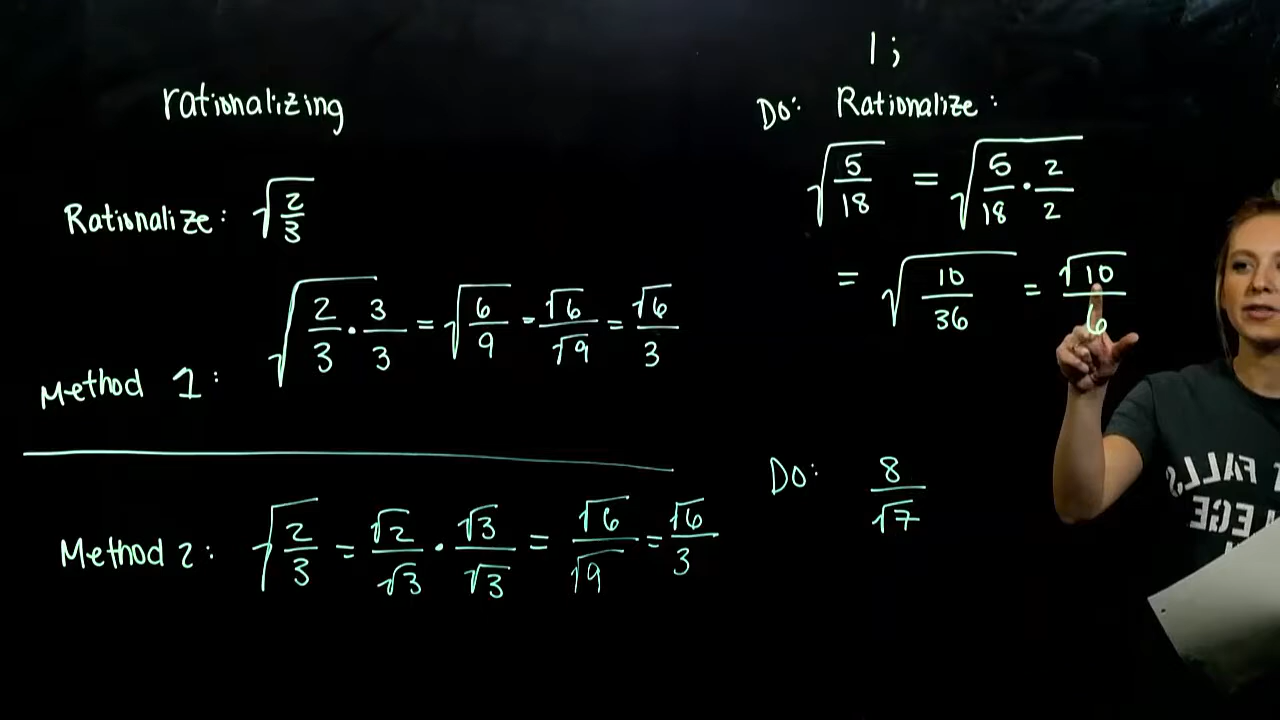 rationalizing
Rationalize: √(2/3)
Method 1: √(2/3 · 3/3) = √(6/9) = √6/√9 = √6/3
Method 2: √(2/3) = √2/√3 · √3/√3 = √6/√9 = √6/3
1;
Do: Rationalize:
√(5/18) = √(5/18 · 2/2)
= √(10/36) = √10/6
Do: 8/√7
FALLS
EGE